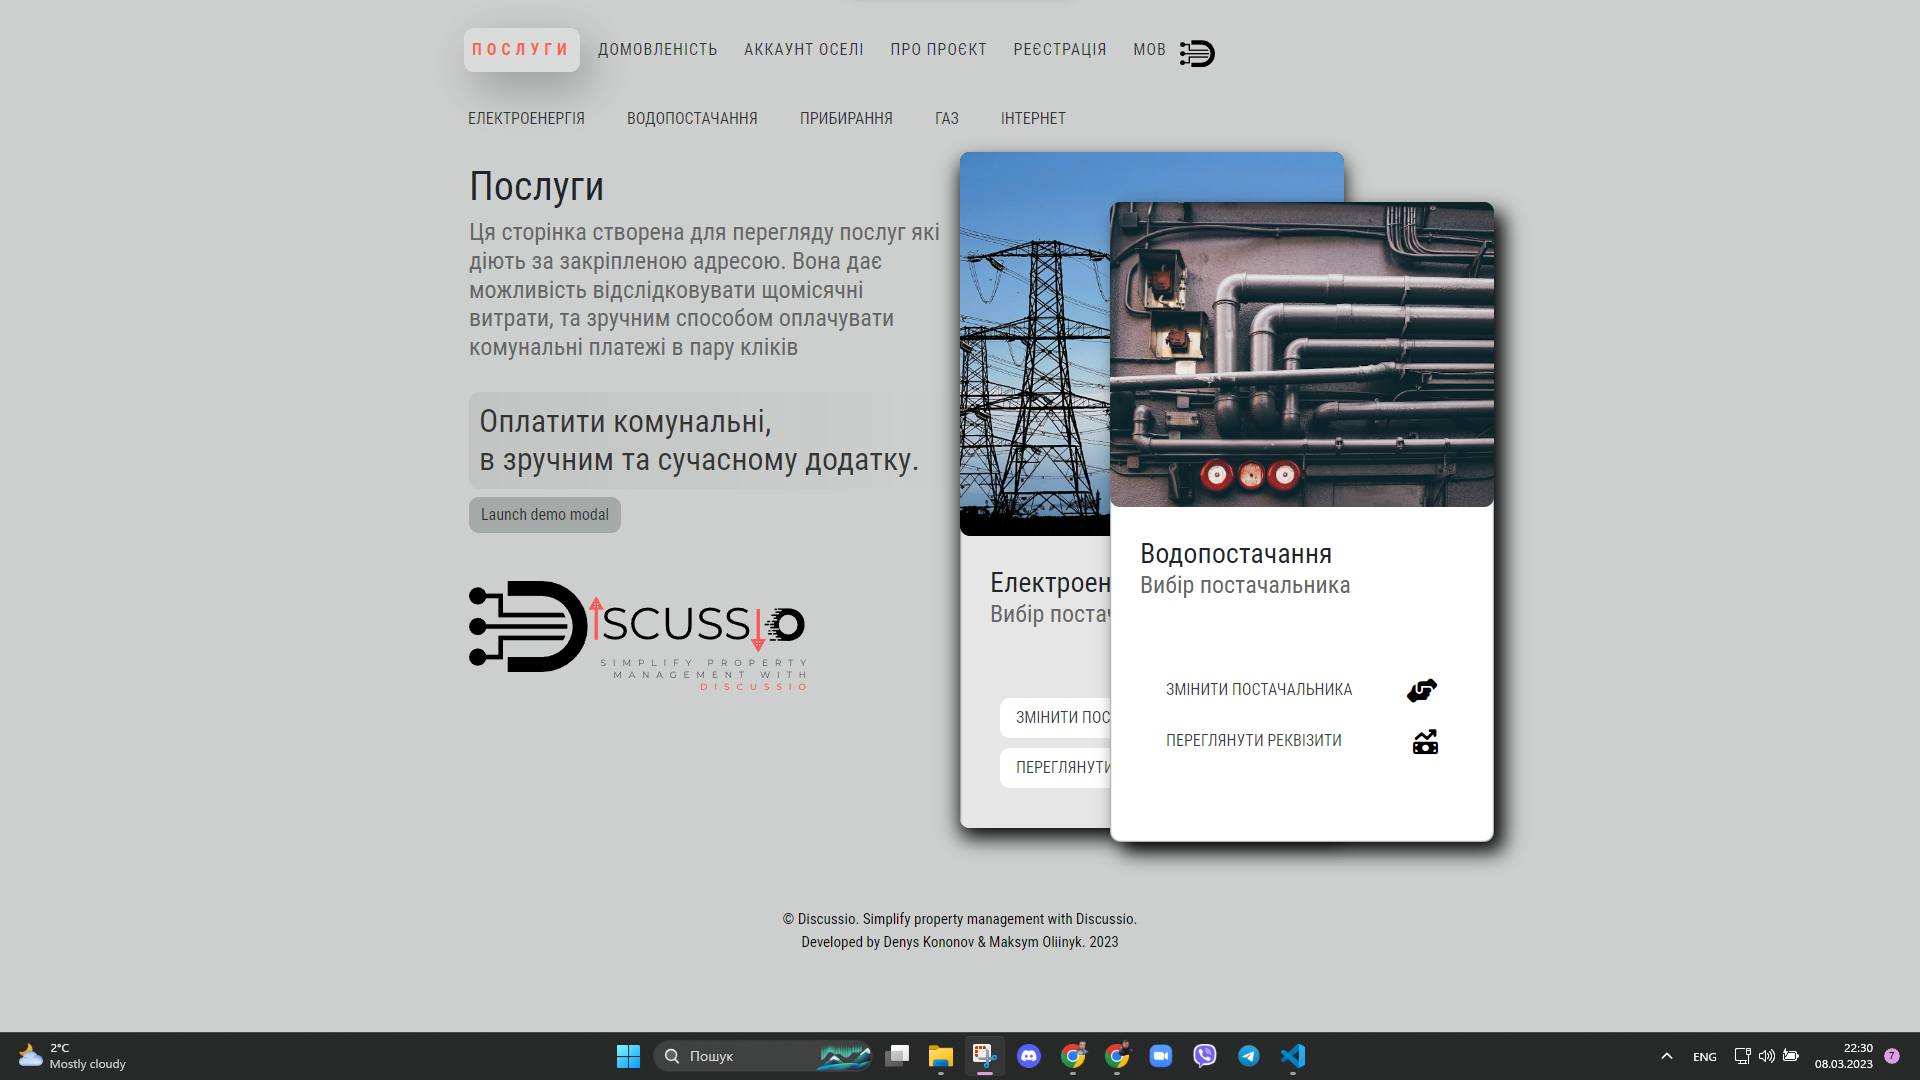 ПОСЛУГИ ДОМОВЛЕНІСТЬ АККАУНТ ОСЕЛІ ПРО ПРОЄКТ РЕЄСТРАЦІЯ МОВ
ЕЛЕКТРОЕНЕРГІЯ ВОДОПОСТАЧАННЯ ПРИБИРАННЯ ГАЗ ІНТЕРНЕТ
Послуги
Ця сторінка створена для перегляду послуг які
діють за закріпленою адресою. Вона дає
можливість відслідковувати щомісячні
витрати, та зручним способом оплачувати
комунальні платежі в пару кліків
Оплатити комунальні,
в зручним та сучасному додатку.
Launch demo modal
DISCUSSIO
SIMPLIFY PROPERTY
MANAGEMENT WITH
DISCUSSIO
Електроен
Вибір поста
ЗМІНИТИ ПОС
ПЕРЕГЛЯНУТИ
Водопостачання
Вибір постачальника
ЗМІНИТИ ПОСТАЧАЛЬНИКА
ПЕРЕГЛЯНУТИ РЕКВІЗИТИ
© Discussio. Simplify property management with Discussio.
Developed by Denys Kononov & Maksym Oliinyk. 2023
2°C
Mostly cloudy
Пошук
ENG
22:30
08.03.2023
7